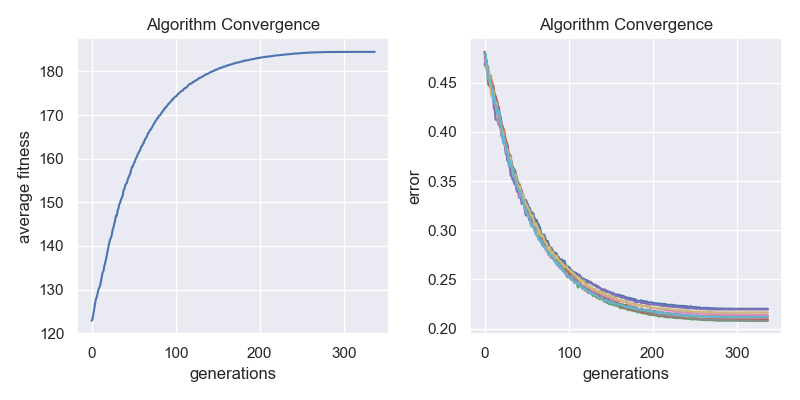 Algorithm Convergence
average fitness
180
170
160
150
140
130
120
0 100 200 300
generations
Algorithm Convergence
error
0.45
0.40
0.35
0.30
0.25
0.20
0 100 200 300
generations